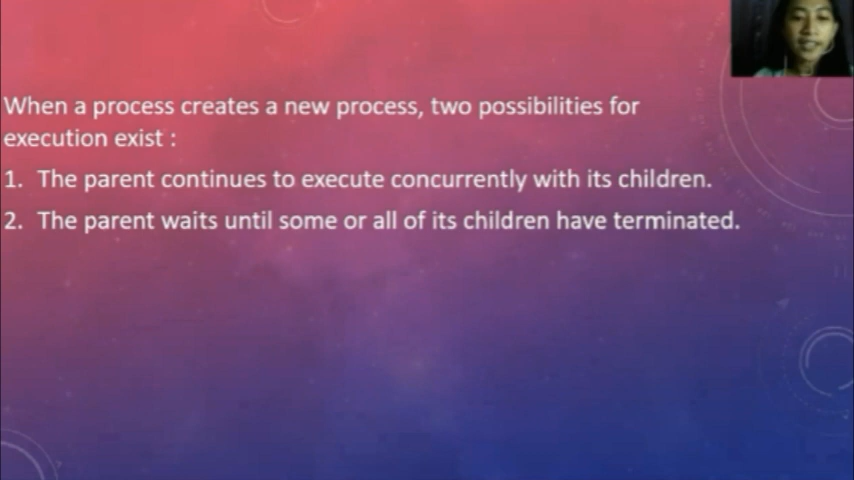 When a process creates a new process, two possibilities for
execution exist :
1. The parent continues to execute concurrently with its children.
2. The parent waits until some or all of its children have terminated.